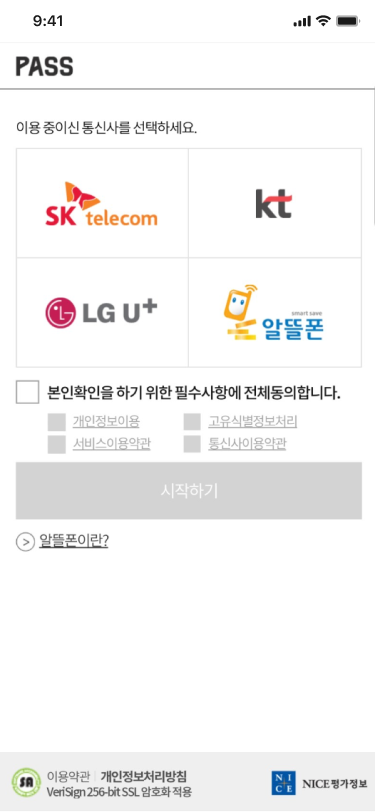 9:41
PASS
이용 중이신 통신사를 선택하세요.
SK telecom
kt
LG U+
smart save
알뜰폰
본인확인을 하기 위한 필수사항에 전체동의합니다.
개인정보이용 고유식별정보처리
서비스이용약관 통신사이용약관
시작하기
> 알뜰폰이란?
SA
이용약관 | 개인정보처리방침
VeriSign 256-bit SSL 암호화 적용
NICE
NICE평가정보